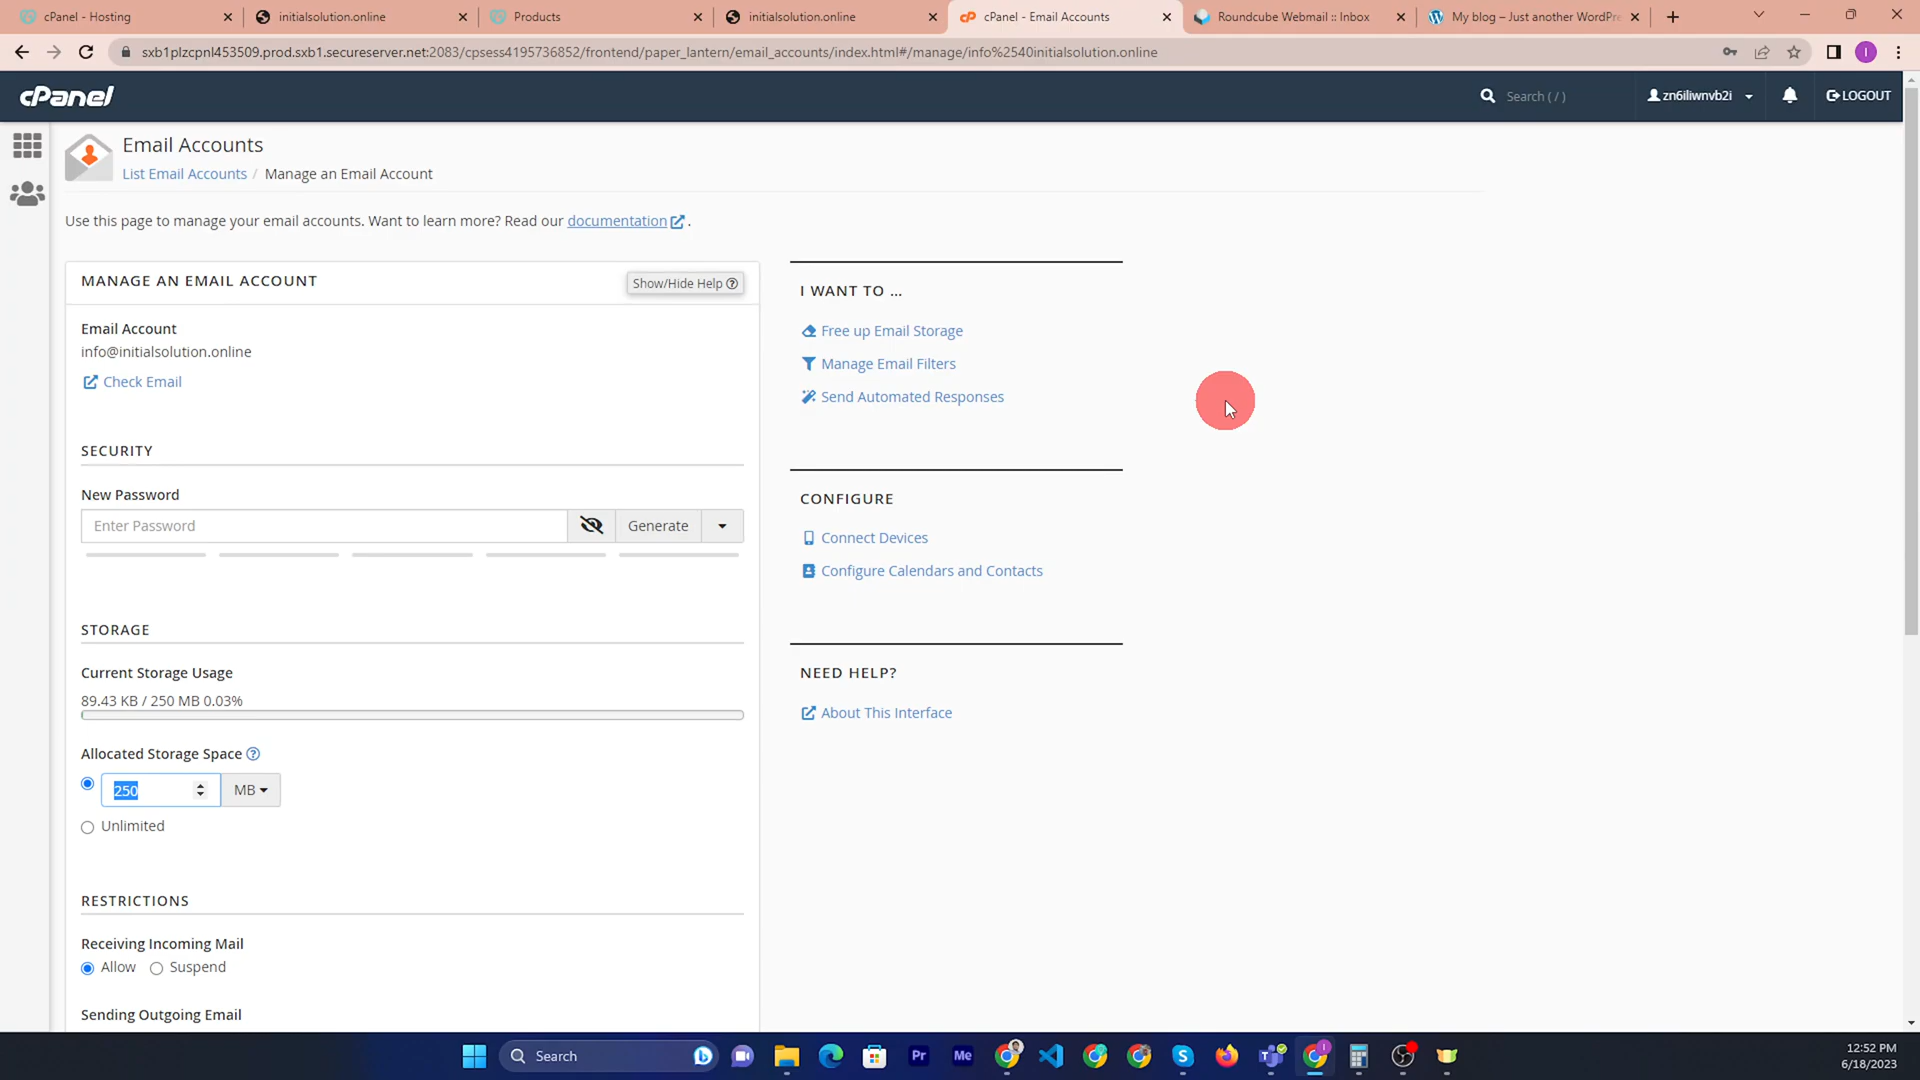 cPanel - Hosting
initialsolution.online
Products
initialsolution.online
cPanel - Email Accounts
Roundcube Webmail :: Inbox
My blog – Just another WordPre
sxb1plzcpnl453509.prod.sxb1.secureserver.net:2083/cpsess4195736852/frontend/paper_lantern/email_accounts/index.html#/manage/info%2540initialsolution.online
I
cPanel
Search ( / )
zn6iliwnvb2i
LOGOUT
Email Accounts
List Email Accounts / Manage an Email Account
Use this page to manage your email accounts. Want to learn more? Read our documentation .
MANAGE AN EMAIL ACCOUNT
Show/Hide Help
Email Account
info@initialsolution.online
Check Email
SECURITY
New Password
Enter Password
Generate
STORAGE
Current Storage Usage
89.43 KB / 250 MB 0.03%
Allocated Storage Space
250
MB
Unlimited
RESTRICTIONS
Receiving Incoming Mail
Allow
Suspend
Sending Outgoing Email
I WANT TO ...
Free up Email Storage
Manage Email Filters
Send Automated Responses
CONFIGURE
Connect Devices
Configure Calendars and Contacts
NEED HELP?
About This Interface
Search
Pr
Me
12:52 PM
6/18/2023